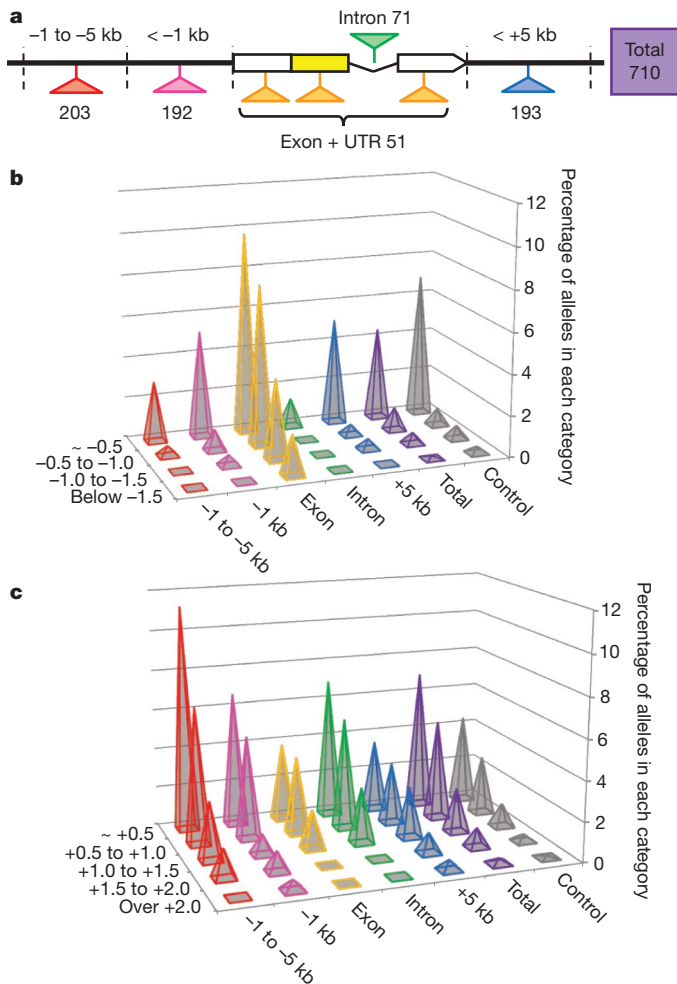 a
Intron 71
–1 to –5 kb
< –1 kb
< +5 kb
Total
710
203
192
193
Exon + UTR 51
b
Percentage of alleles in each category
12
10
8
6
4
2
0
~ –0.5
–0.5 to –1.0
–1.0 to –1.5
Below –1.5
–1 to –5 kb
–1 kb
Exon
Intron
+5 kb
Total
Control
c
Percentage of alleles in each category
12
10
8
6
4
2
0
~ +0.5
+0.5 to +1.0
+1.0 to +1.5
+1.5 to +2.0
Over +2.0
–1 to –5 kb
–1 kb
Exon
Intron
+5 kb
Total
Control